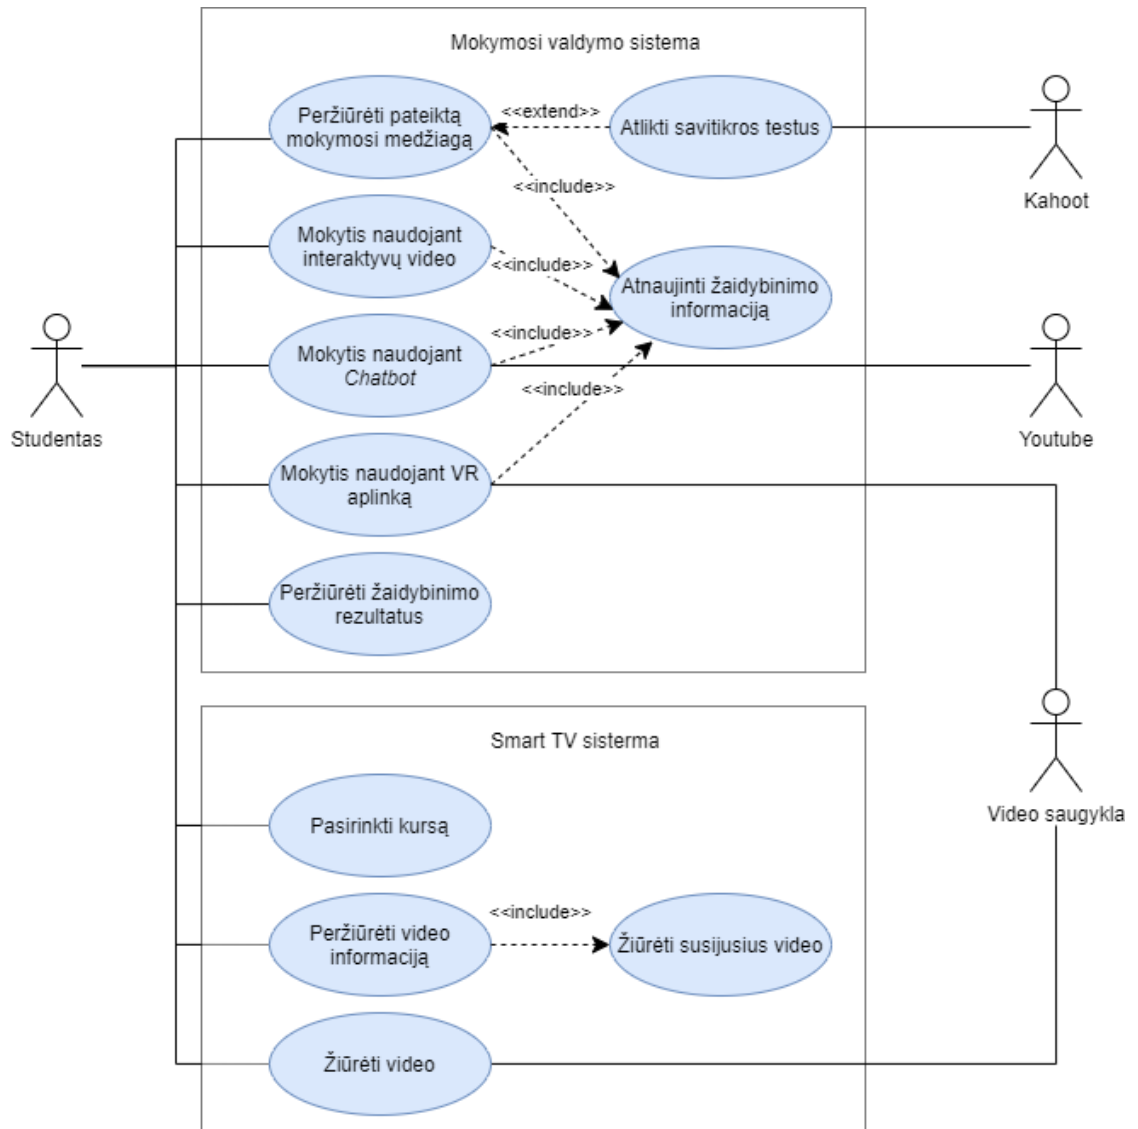 Mokymosi valdymo sistema
Peržiūrėti pateiktą
mokymosi medžiagą
<<extend>>
Atlikti savitikros testus
Kahoot
<<include>>
Mokytis naudojant
interaktyvų video
<<include>>
Atnaujinti žaidybinimo
informaciją
<<include>>
Mokytis naudojant
Chatbot
<<include>>
Studentas
Youtube
Mokytis naudojant VR
aplinką
Peržiūrėti žaidybinimo
rezultatus
Smart TV sisterma
Video saugykla
Pasirinkti kursą
<<include>>
Peržiūrėti video
informaciją
Žiūrėti susijusius video
Žiūrėti video